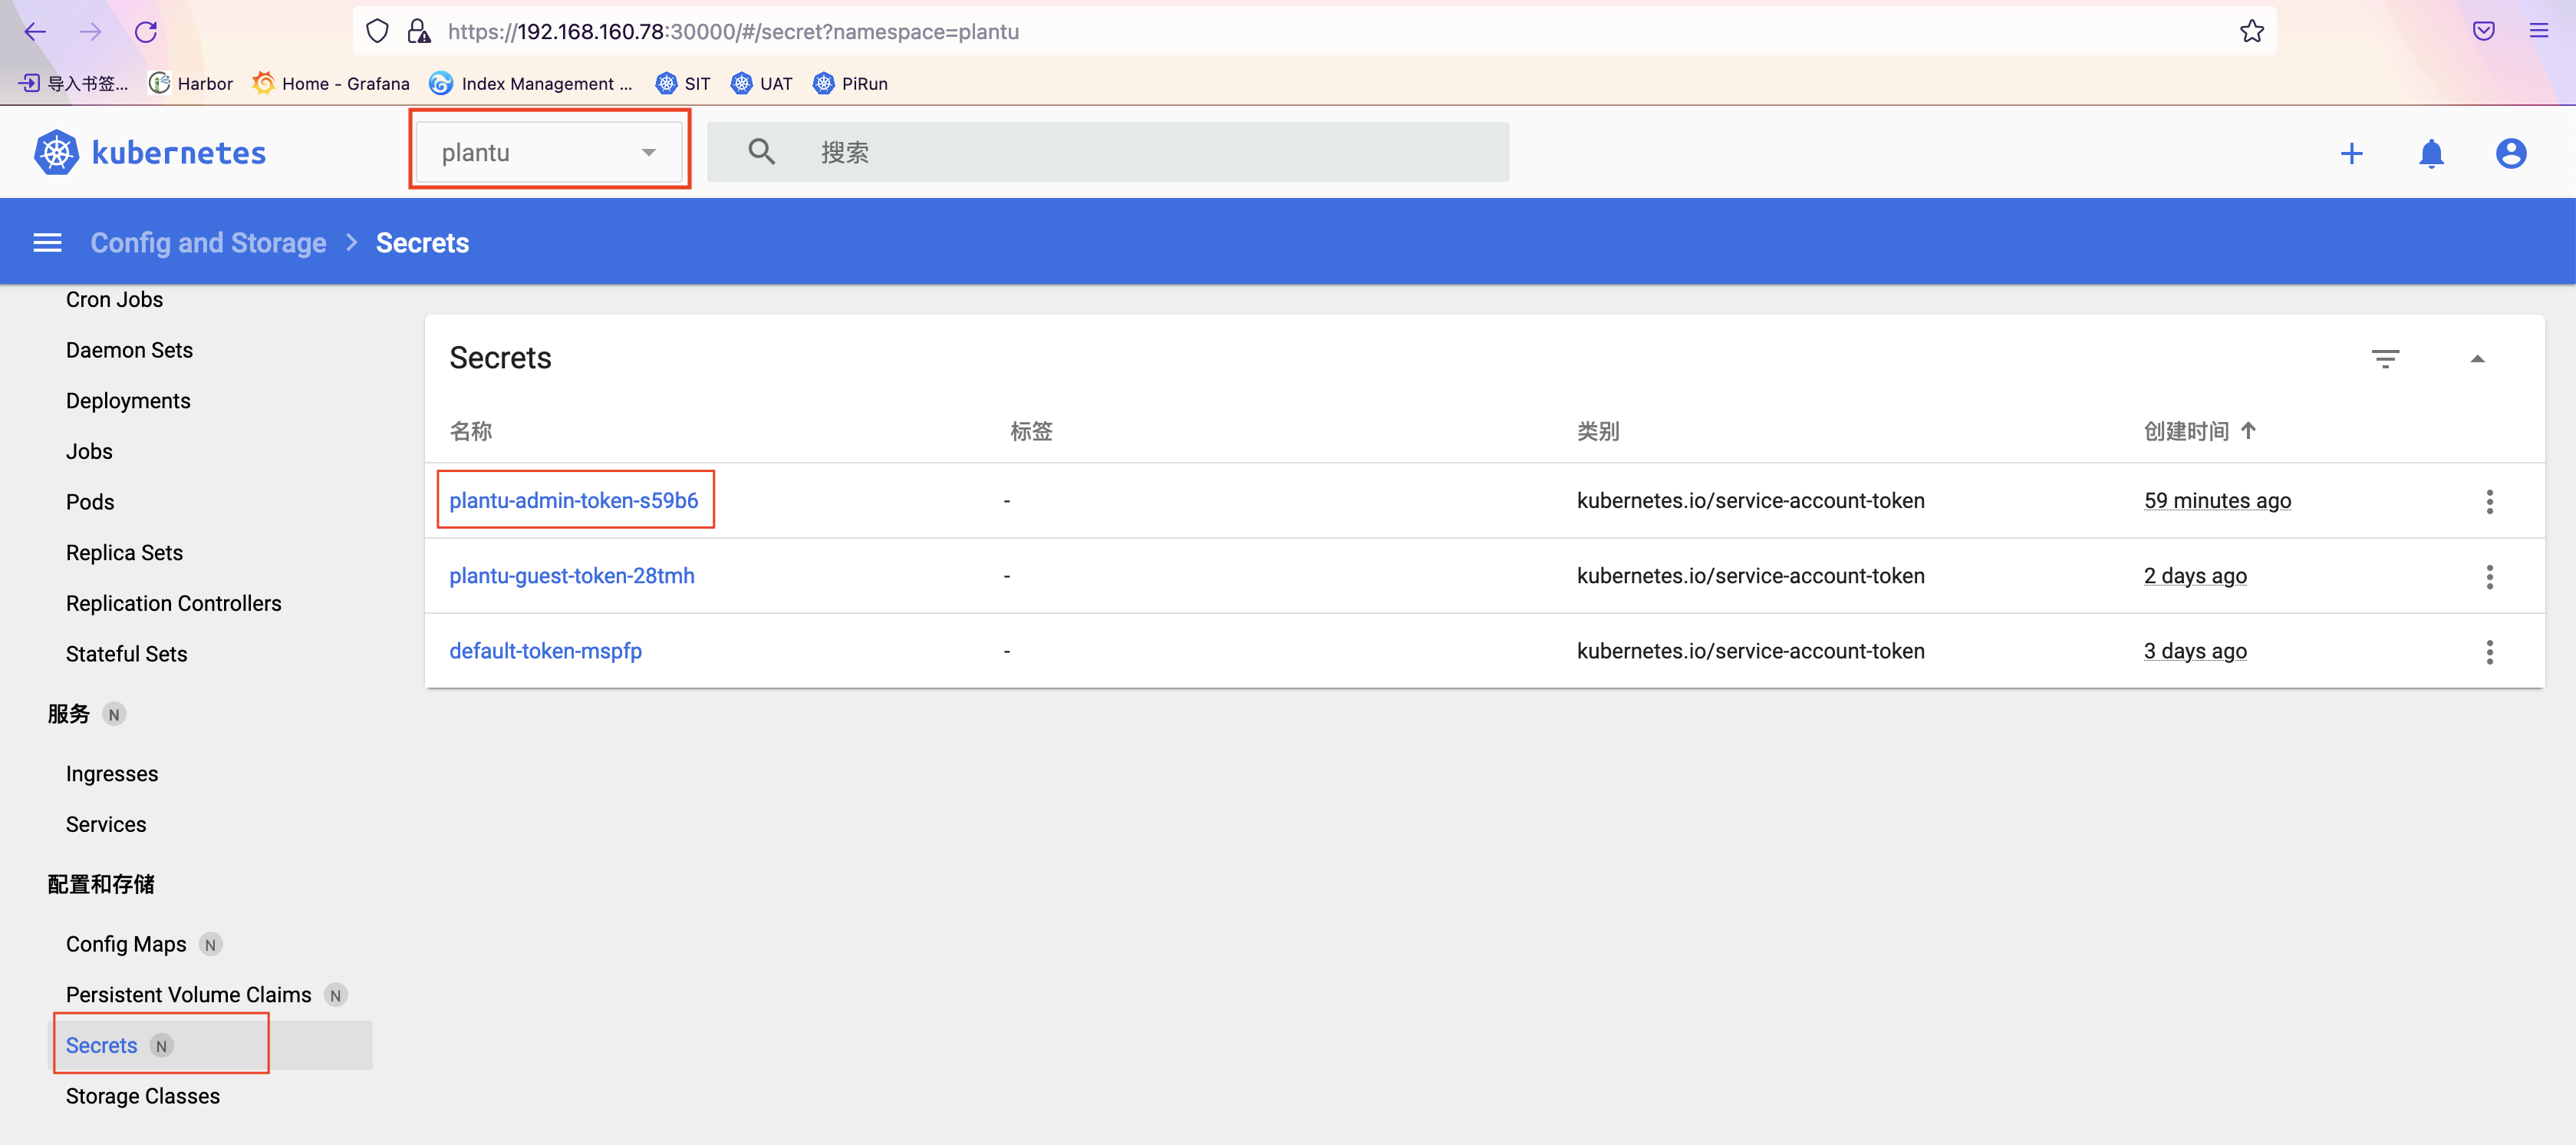 https://192.168.160.78:30000/#/secret?namespace=plantu
导入书签... Harbor Home - Grafana Index Management ... SIT UAT PiRun
kubernetes plantu 搜索
Config and Storage > Secrets
Cron Jobs
Daemon Sets
Deployments
Jobs
Pods
Replica Sets
Replication Controllers
Stateful Sets
服务 N
Ingresses
Services
配置和存储
Config Maps N
Persistent Volume Claims N
Secrets N
Storage Classes
Secrets
名称 标签 类别 创建时间
plantu-admin-token-s59b6 - kubernetes.io/service-account-token 59 minutes ago
plantu-guest-token-28tmh - kubernetes.io/service-account-token 2 days ago
default-token-mspfp - kubernetes.io/service-account-token 3 days ago